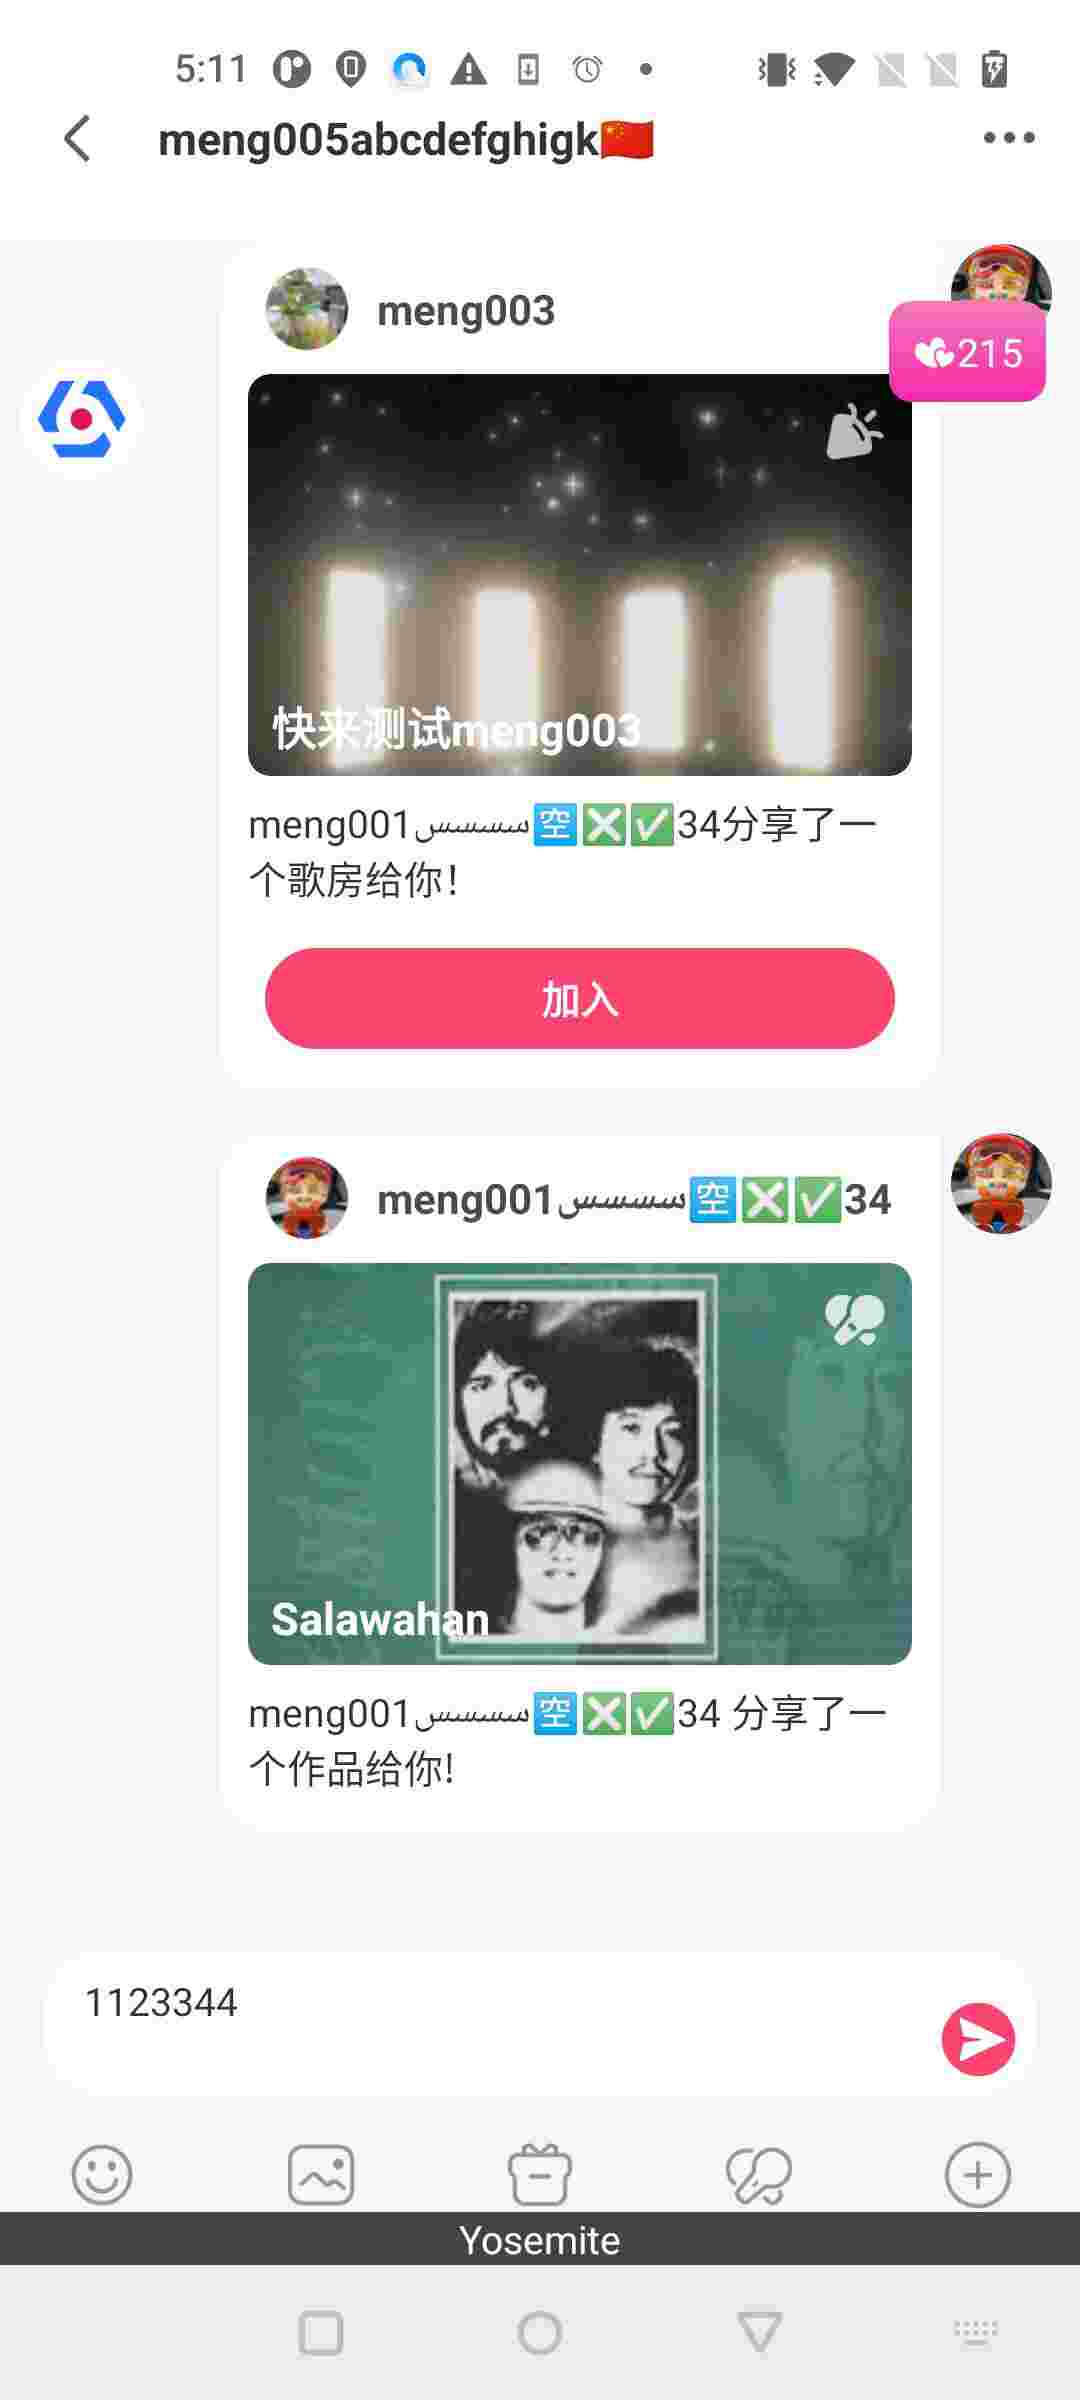 5:11
meng005abcdefghigk🇨🇳
meng003
215
快来测试meng003
meng001سسسس🈳❎✅34分享了一
个歌房给你！
加入
meng001سسسس🈳❎✅34
Salawahan
meng001سسسس🈳❎✅34 分享了一
个作品给你!
1123344
Yosemite